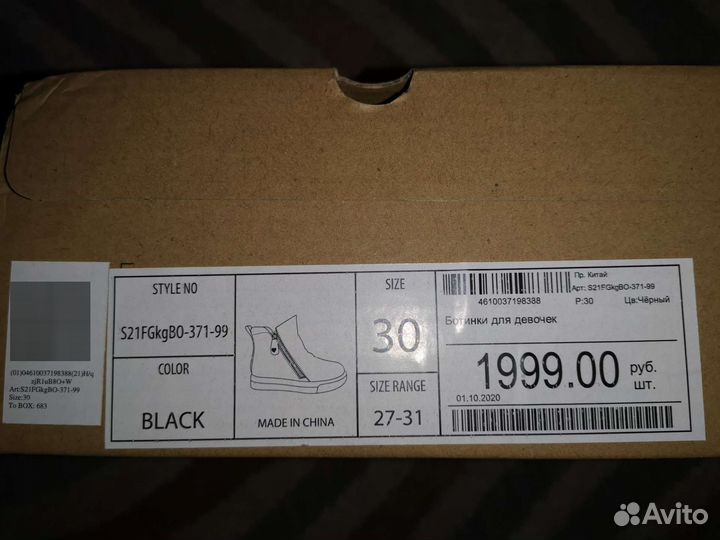 STYLE NO
S21FGkgBO-371-99
COLOR
BLACK
MADE IN CHINA
SIZE
30
SIZE RANGE
27-31
Пр. Китай
Арт: S21FGkgBO-371-99
4610037198388
Р:30
Цв:Чёрный
Ботинки для девочек
1999.00 руб.
шт.
01.10.2020
(01)04610037198388(21)H/q
zjR1uB8O+W
Art:S21FGkgBO-371-99
Size:30
To BOX: 683
Avito